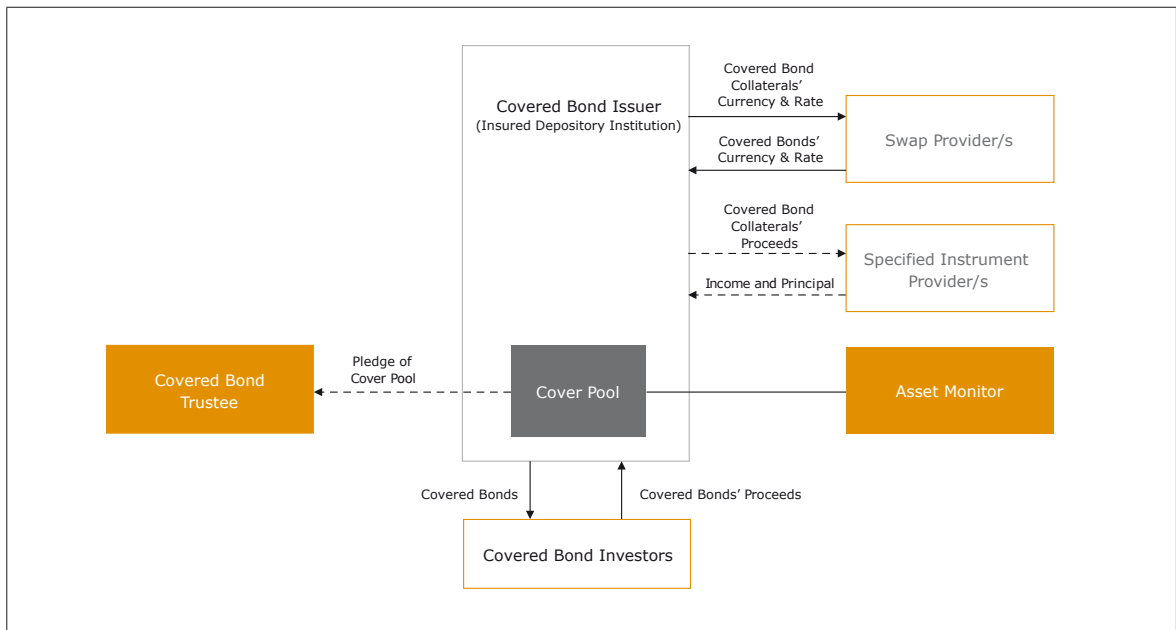 Covered Bond Issuer
(Insured Depository Institution)
Covered Bond
Collaterals’
Currency & Rate
Covered Bonds’
Currency & Rate
Swap Provider/s
Covered Bond
Collaterals’
Proceeds
Income and Principal
Specified Instrument
Provider/s
Covered Bond
Trustee
Pledge of
Cover Pool
Cover Pool
Asset Monitor
Covered Bonds
Covered Bonds’ Proceeds
Covered Bond Investors